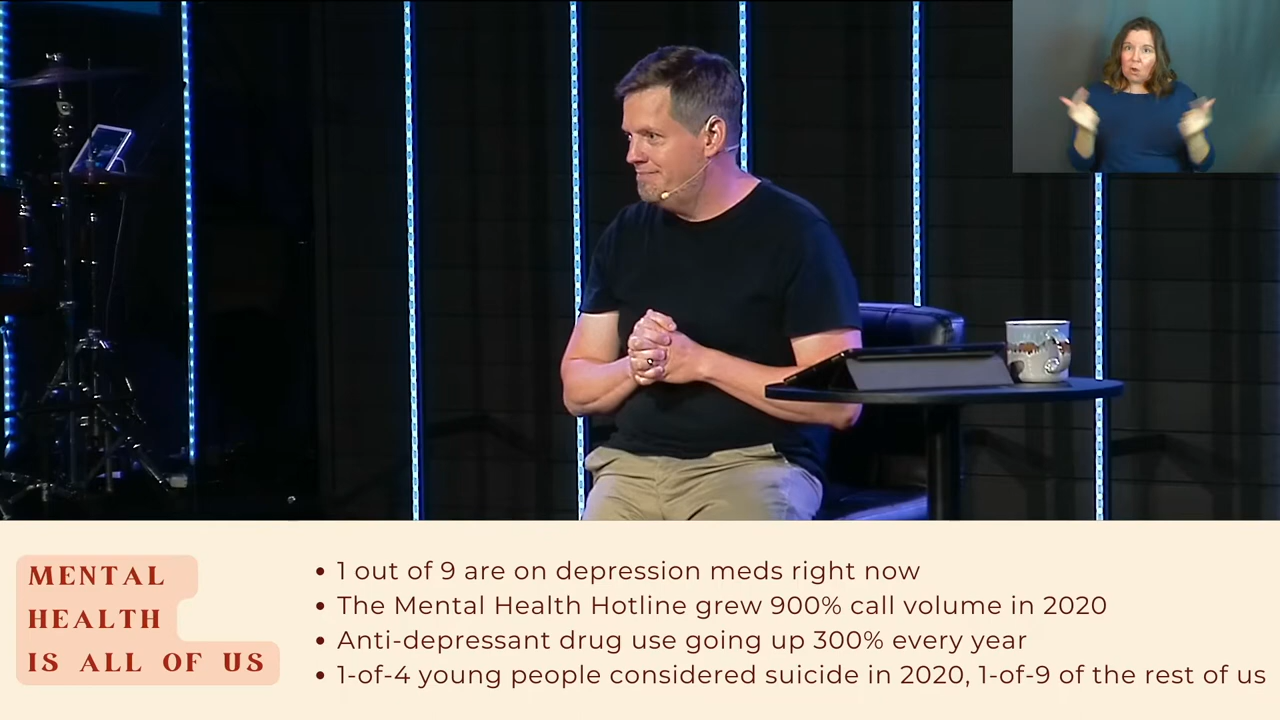 MENTAL
HEALTH
IS ALL OF US
• 1 out of 9 are on depression meds right now
• The Mental Health Hotline grew 900% call volume in 2020
• Anti-depressant drug use going up 300% every year
• 1-of-4 young people considered suicide in 2020, 1-of-9 of the rest of us